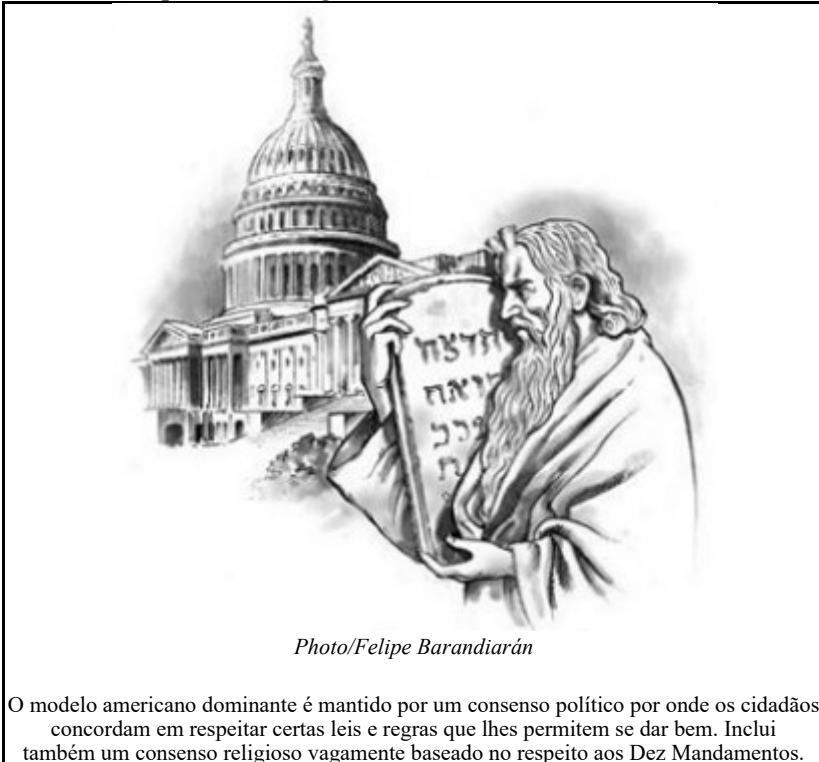 Photo/Felipe Barandiarán
O modelo americano dominante é mantido por um consenso político por onde os cidadãos
concordam em respeitar certas leis e regras que lhes permitem se dar bem. Inclui
também um consenso religioso vagamente baseado no respeito aos Dez Mandamentos.